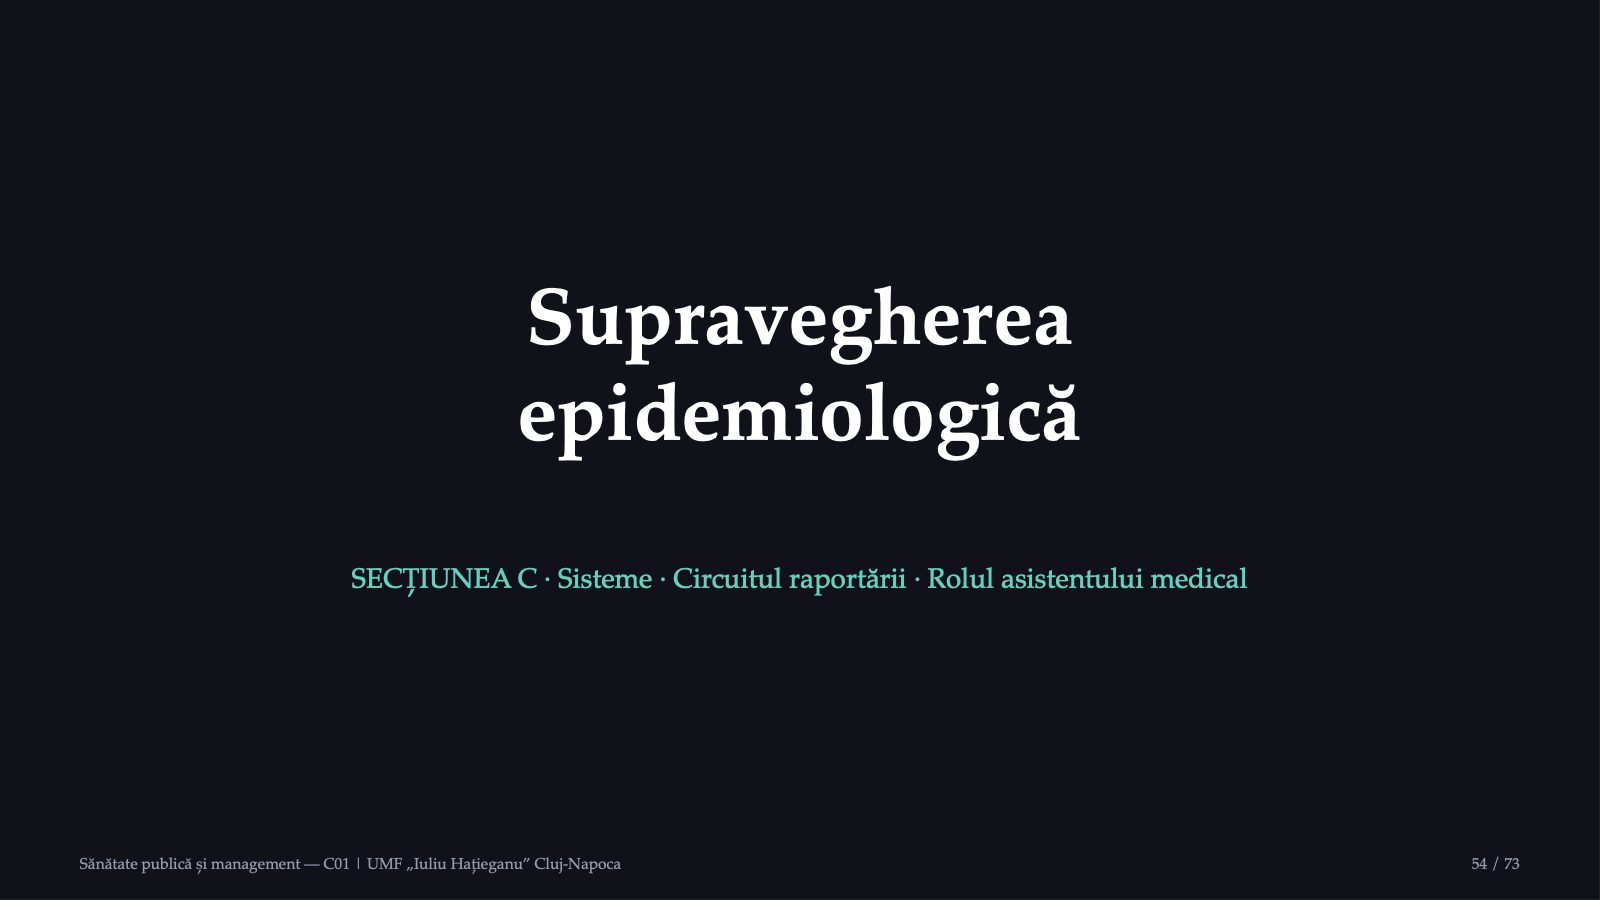 Supravegherea
epidemiologică
SECȚIUNEA C · Sisteme · Circuitul raportării · Rolul asistentului medical
Sănătate publică și management — C01 | UMF „Iuliu Hațieganu” Cluj-Napoca
54 / 73